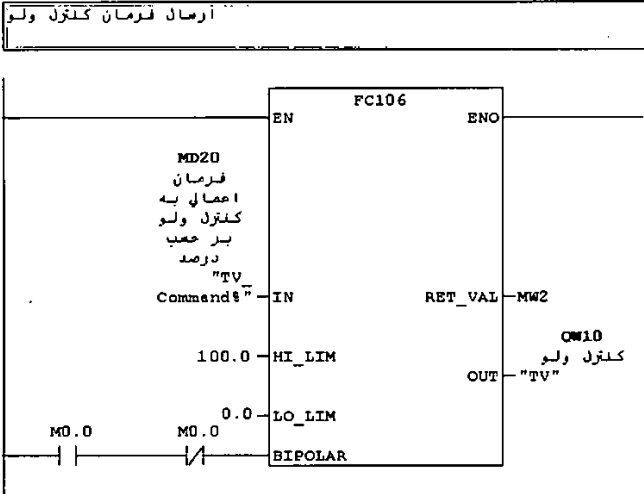 ارسال فرمان کنترل ولو
FC106
EN
ENO
MD20
فرمان
اعمالي به
کنترل ولو
بر حسب
درصد
"TV_
Command%"
IN
RET_VAL
MW2
QW10
کنترل ولو
100.0
HI_LIM
OUT
"TV"
0.0
LO_LIM
M0.0
M0.0
BIPOLAR